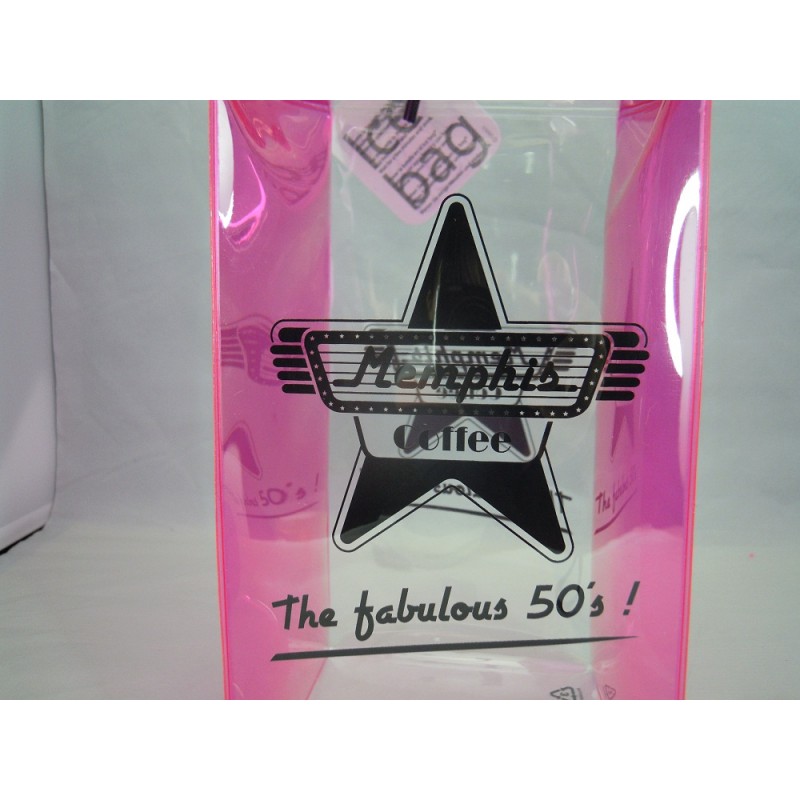 Ice
bag
Memphis
Coffee
The fabulous 50's !